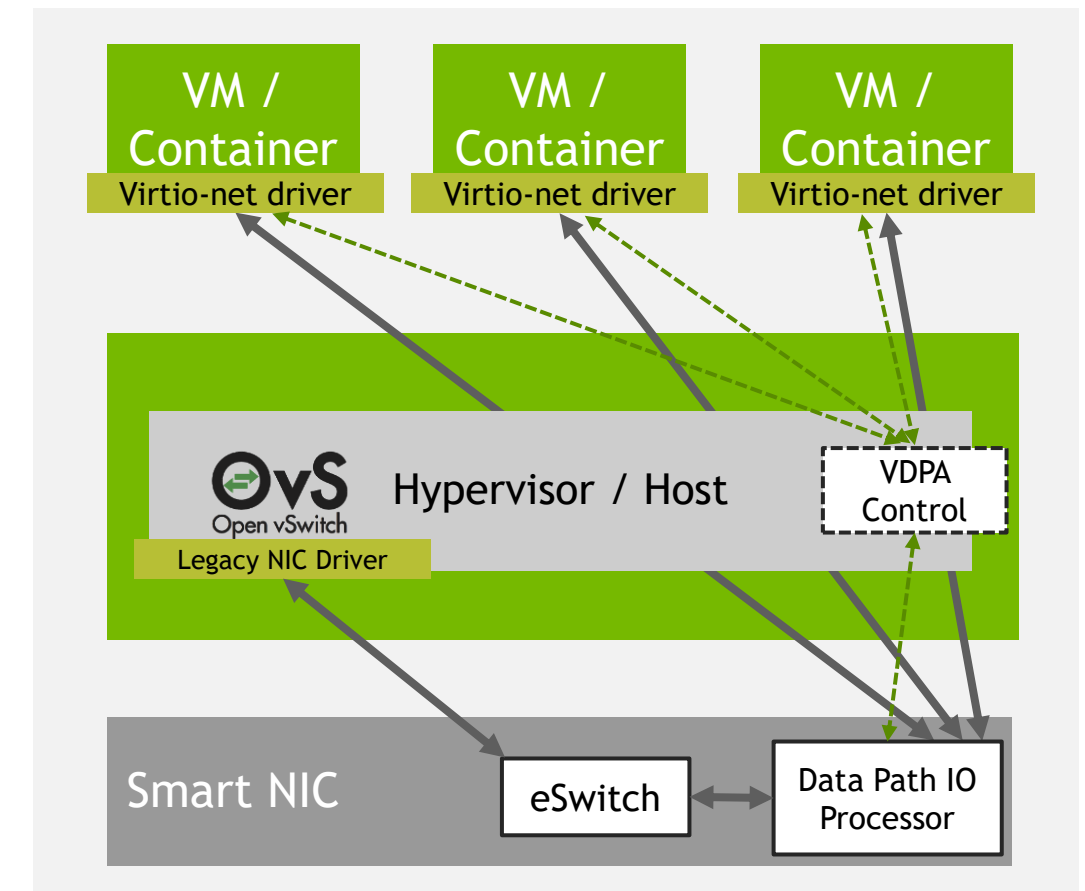 VM /
Container
Virtio-net driver
VM /
Container
Virtio-net driver
VM /
Container
Virtio-net driver
OvS
Open vSwitch
Hypervisor / Host
VDPA
Control
Legacy NIC Driver
Smart NIC
eSwitch
Data Path IO
Processor